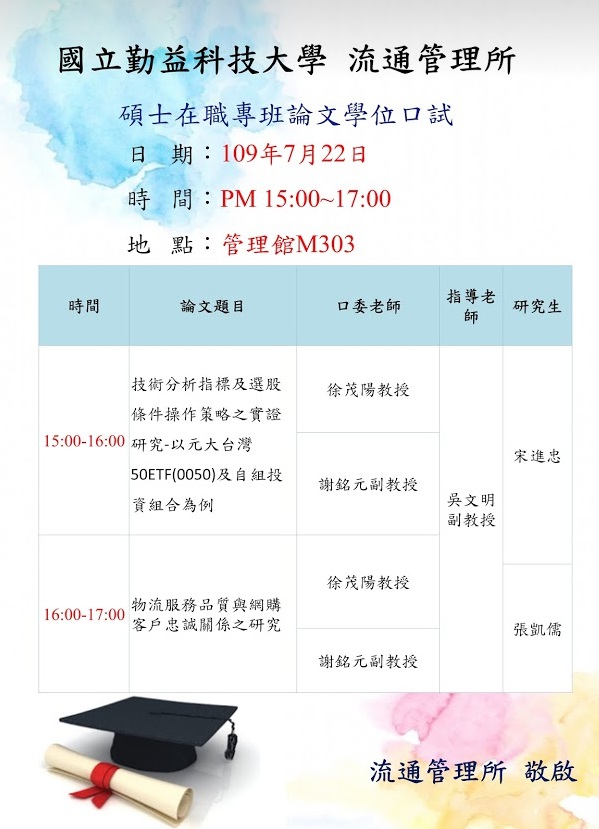 國立勤益科技大學 流通管理所
碩士在職專班論文學位口試
日 期：109年7月22日
時 間：PM 15:00~17:00
地 點：管理館M303
時間
論文題目
口委老師
指導老
師
研究生
15:00-16:00
技術分析指標及選股
條件操作策略之實證
研究-以元大台灣
50ETF(0050)及自組投
資組合為例
徐茂陽教授
謝銘元副教授
吳文明
副教授
宋進忠
16:00-17:00
物流服務品質與網購
客戶忠誠關係之研究
徐茂陽教授
謝銘元副教授
張凱儒
流通管理所 敬啟